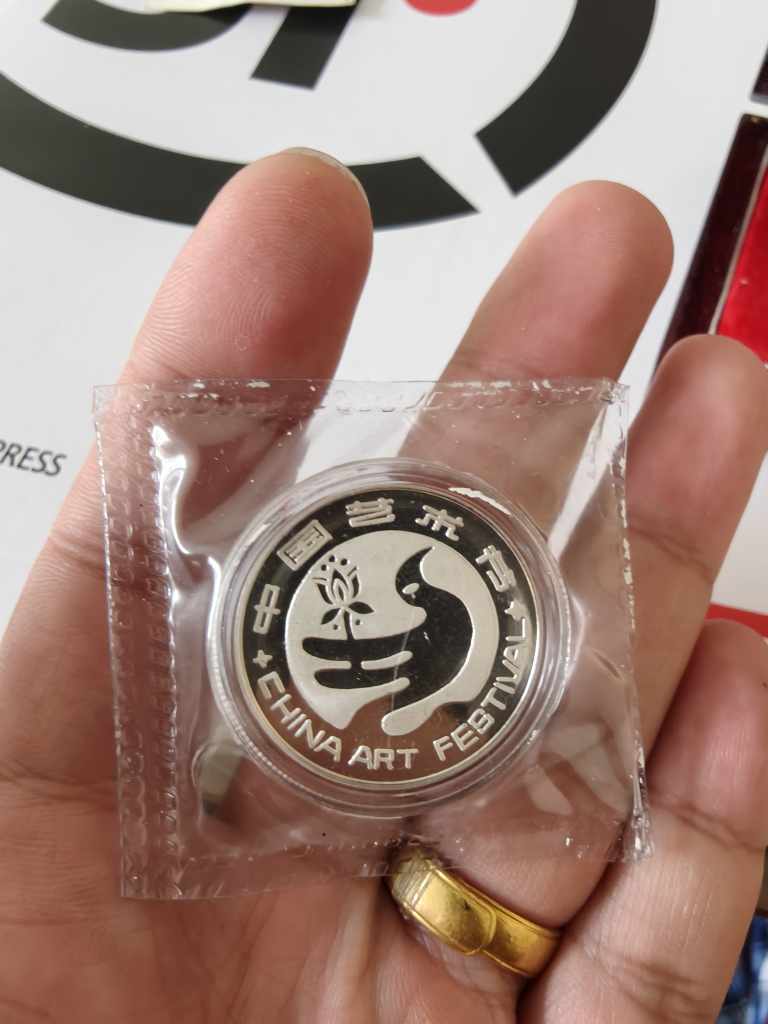 PRESS
中国艺术节
CHINA ART FESTIVAL